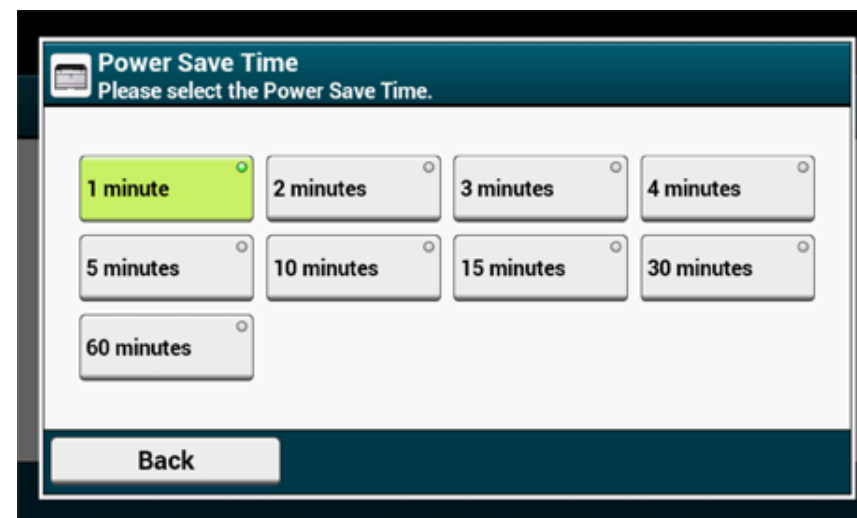 Power Save Time
Please select the Power Save Time.
1 minute
2 minutes
3 minutes
4 minutes
5 minutes
10 minutes
15 minutes
30 minutes
60 minutes
Back